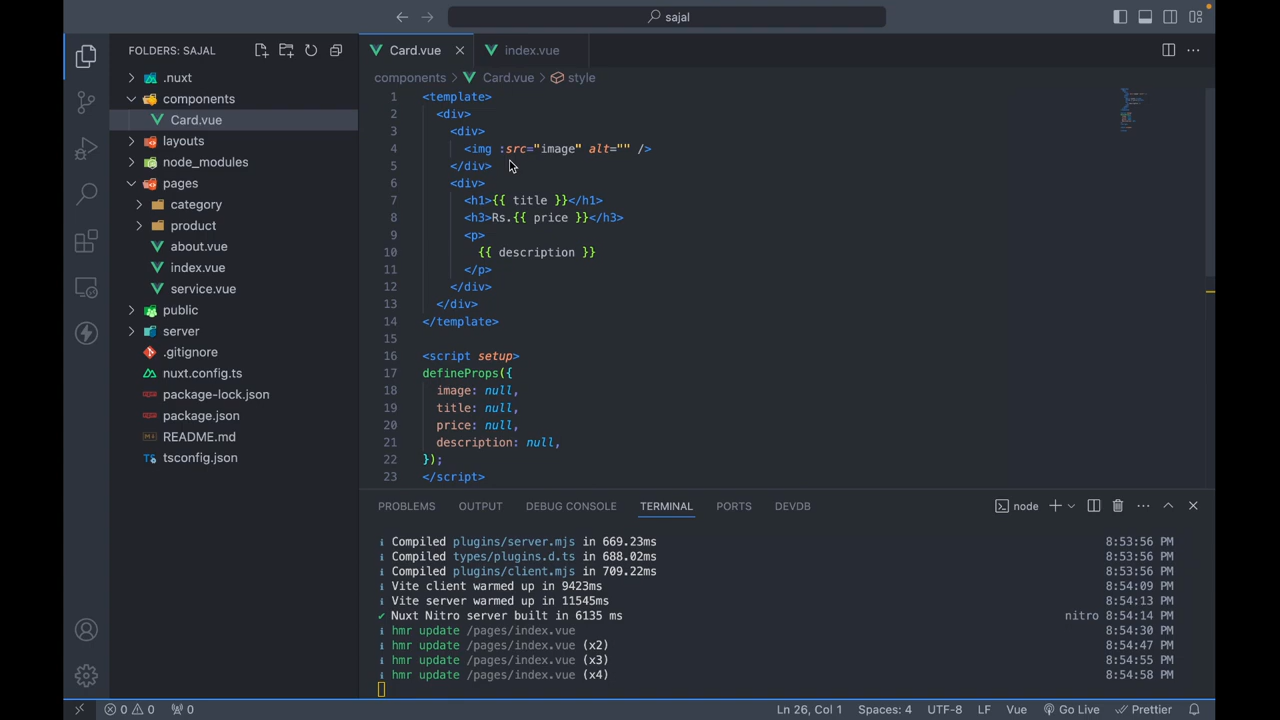 sajal
FOLDERS: SAJAL
.nuxt
components
Card.vue
layouts
node_modules
pages
category
product
about.vue
index.vue
service.vue
public
server
.gitignore
nuxt.config.ts
package-lock.json
package.json
README.md
tsconfig.json
Card.vue
index.vue
components > Card.vue > style
1 <template>
2 <div>
3 <div>
4 <img :src="image" alt="" />
5 </div>
6 <div>
7 <h1>{{ title }}</h1>
8 <h3>Rs.{{ price }}</h3>
9 <p>
10 {{ description }}
11 </p>
12 </div>
13 </div>
14 </template>
15
16 <script setup>
17 defineProps({
18 image: null,
19 title: null,
20 price: null,
21 description: null,
22 });
23 </script>
PROBLEMS OUTPUT DEBUG CONSOLE TERMINAL PORTS DEVDB node
i Compiled plugins/server.mjs in 669.23ms 8:53:56 PM
i Compiled types/plugins.d.ts in 688.02ms 8:53:56 PM
i Compiled plugins/client.mjs in 709.22ms 8:53:56 PM
i Vite client warmed up in 9423ms 8:54:09 PM
i Vite server warmed up in 11545ms 8:54:13 PM
✔ Nuxt Nitro server built in 6135 ms nitro 8:54:14 PM
i hmr update /pages/index.vue 8:54:30 PM
i hmr update /pages/index.vue (x2) 8:54:47 PM
i hmr update /pages/index.vue (x3) 8:54:55 PM
i hmr update /pages/index.vue (x4) 8:54:58 PM
0 0 0 Ln 26, Col 1 Spaces: 4 UTF-8 LF Vue Go Live Prettier